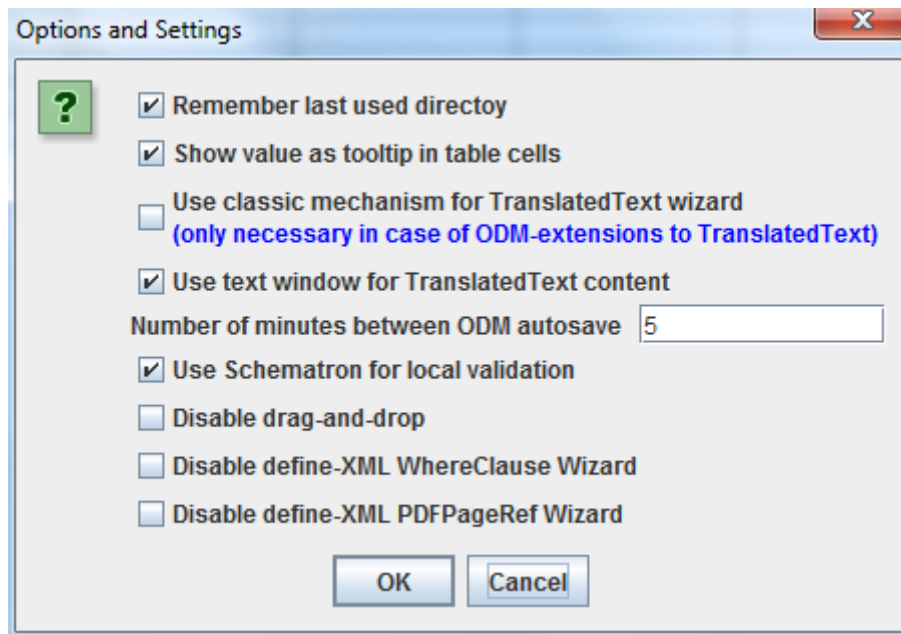 Options and Settings
?
Remember last used directoy
Show value as tooltip in table cells
Use classic mechanism for TranslatedText wizard
(only necessary in case of ODM-extensions to TranslatedText)
Use text window for TranslatedText content
Number of minutes between ODM autosave 5
Use Schematron for local validation
Disable drag-and-drop
Disable define-XML WhereClause Wizard
Disable define-XML PDFPageRef Wizard
OK Cancel